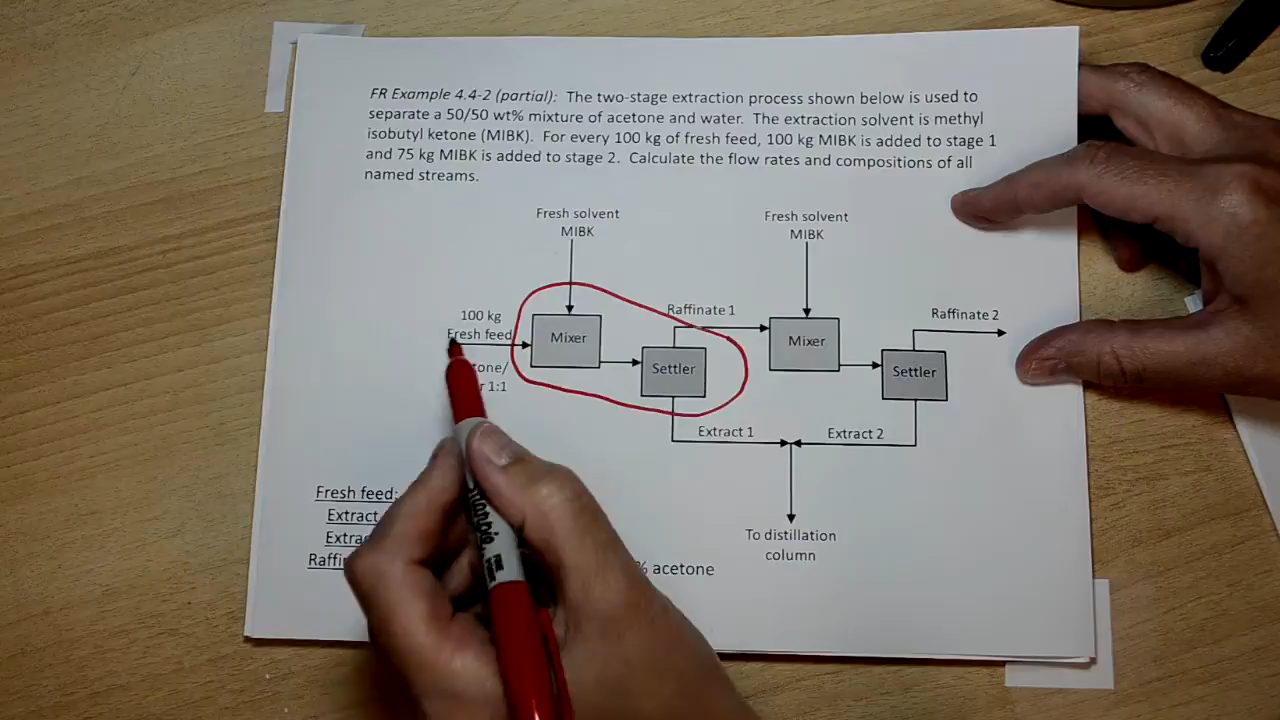 FR Example 4.4-2 (partial): The two-stage extraction process shown below is used to
separate a 50/50 wt% mixture of acetone and water. The extraction solvent is methyl
isobutyl ketone (MIBK). For every 100 kg of fresh feed, 100 kg MIBK is added to stage 1
and 75 kg MIBK is added to stage 2. Calculate the flow rates and compositions of all
named streams.
Fresh solvent
MIBK
Fresh solvent
MIBK
100 kg
Fresh feed
1:1
Mixer
Settler
Raffinate 1
Mixer
Settler
Raffinate 2
Extract 1
Extract 2
To distillation
column
Fresh feed:
Extract
% acetone